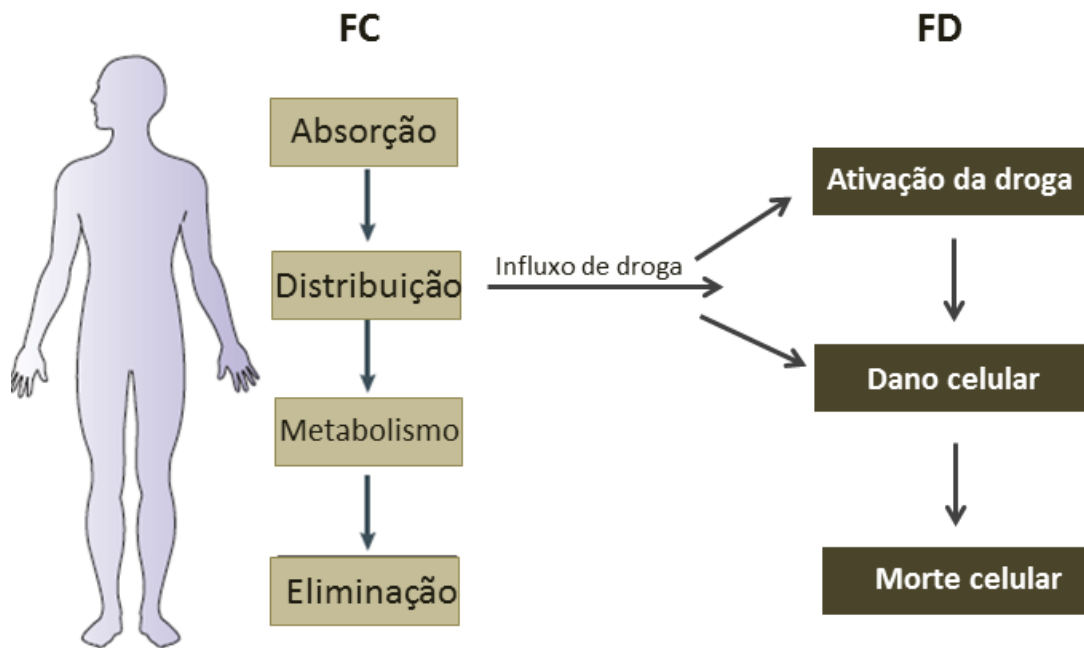 FC
Absorção
Distribuição
Metabolismo
Eliminação
Influxo de droga
FD
Ativação da droga
Dano celular
Morte celular